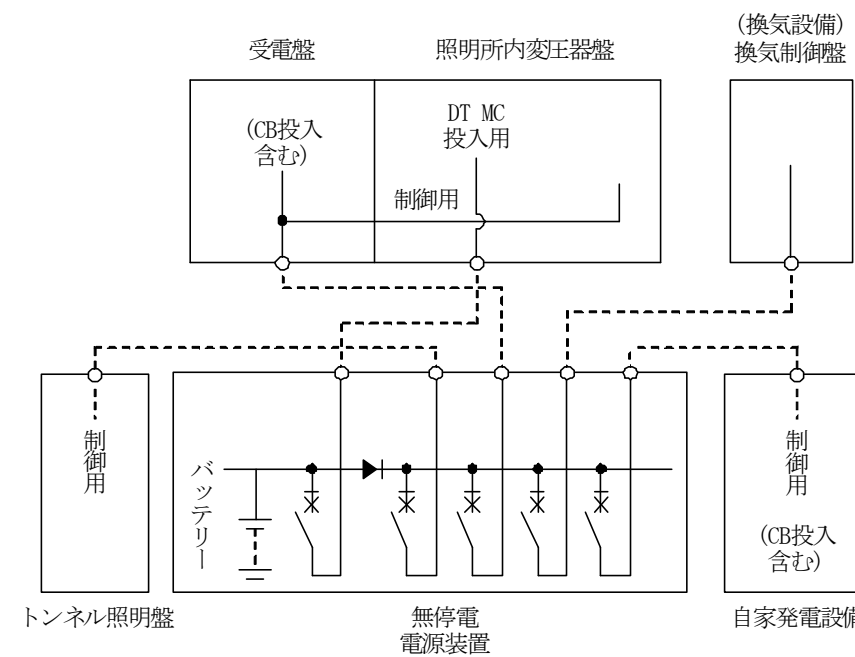 (換気設備)
受電盤
照明所内変圧器盤
換気制御盤
(CB投入
含む)
DT MC
投入用
制御用
制御用
バッテリー
制御用
(CB投入
含む)
トンネル照明盤
無停電
電源装置
自家発電設備